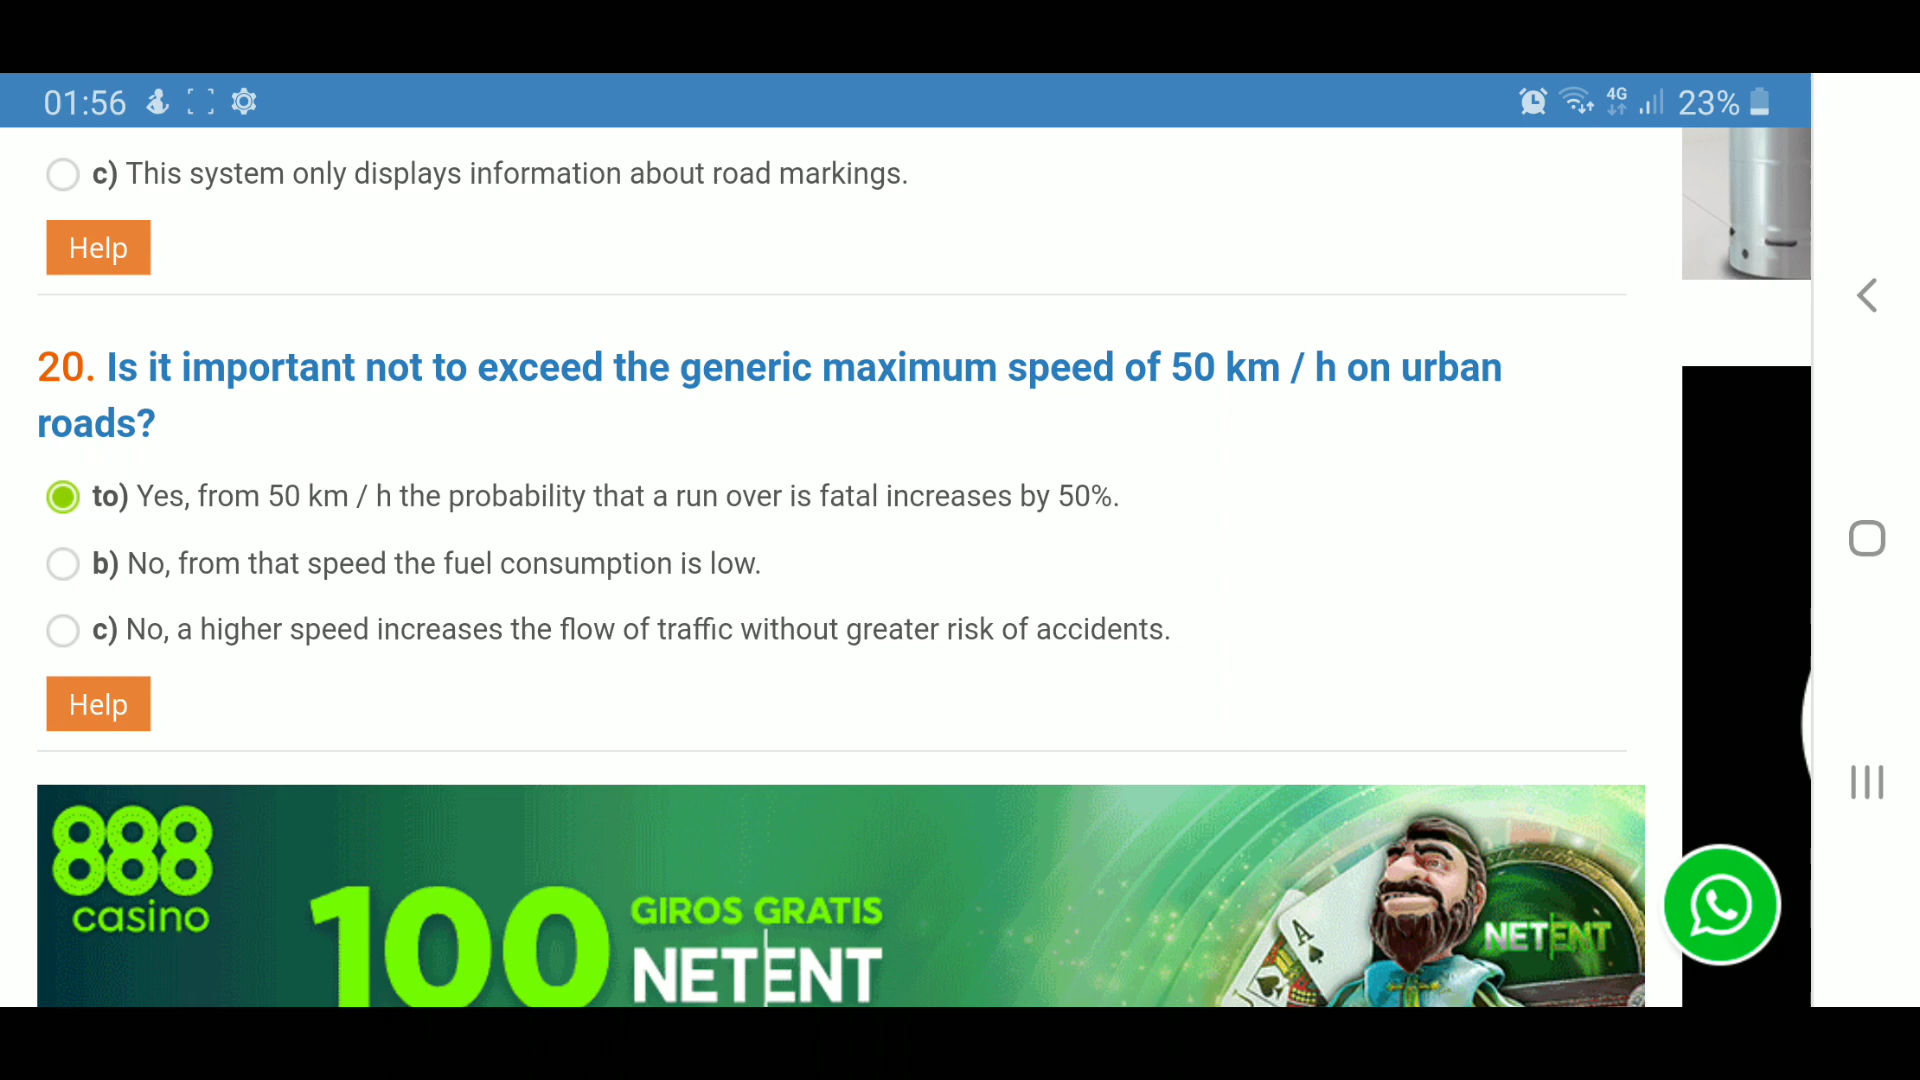 01:56
4G 23%
c) This system only displays information about road markings.
Help
20. Is it important not to exceed the generic maximum speed of 50 km / h on urban
roads?
to) Yes, from 50 km / h the probability that a run over is fatal increases by 50%.
b) No, from that speed the fuel consumption is low.
c) No, a higher speed increases the flow of traffic without greater risk of accidents.
Help
888
casino
100
GIROS GRATIS
NETENT
A
NETENT